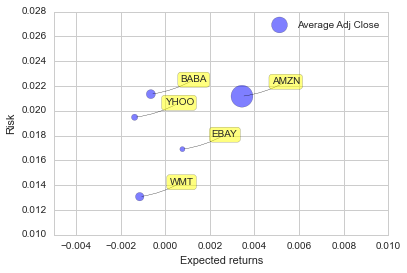 0.028
0.026
0.024
0.022
0.020
0.018
0.016
0.014
0.012
0.010
Risk
Average Adj Close
BABA
AMZN
YHOO
EBAY
WMT
−0.004 −0.002 0.000 0.002 0.004 0.006 0.008 0.010
Expected returns